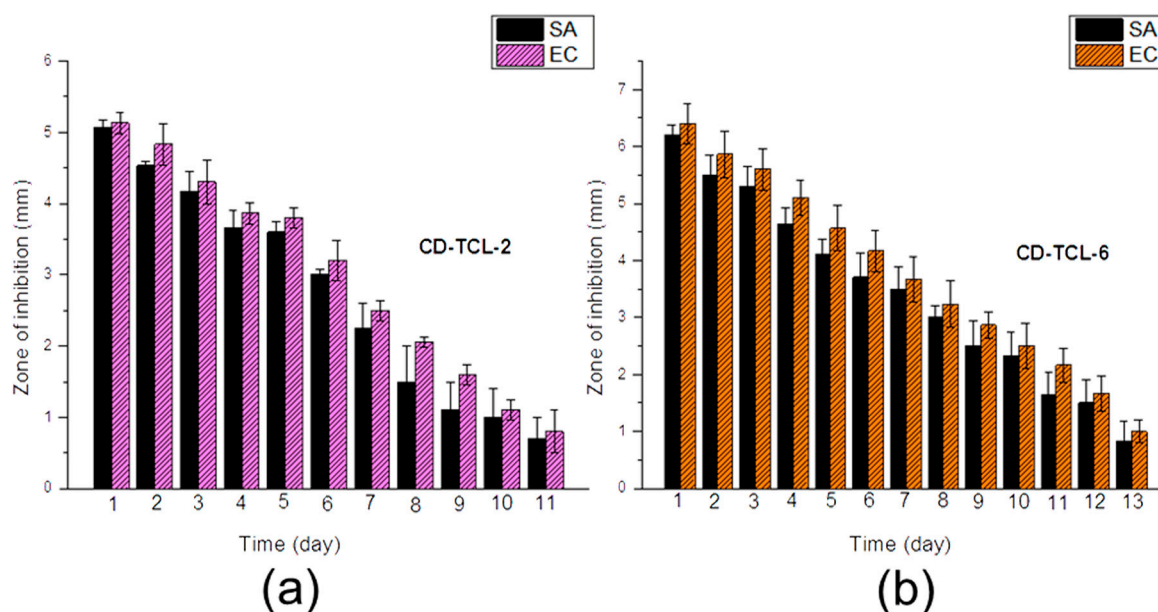 SA
EC
6
5
4
3
2
1
0
Zone of inhibition (mm)
CD-TCL-2
1 2 3 4 5 6 7 8 9 10 11
Time (day)
(a)
SA
EC
7
6
5
4
3
2
1
0
Zone of inhibition (mm)
CD-TCL-6
1 2 3 4 5 6 7 8 9 10 11 12 13
Time (day)
(b)